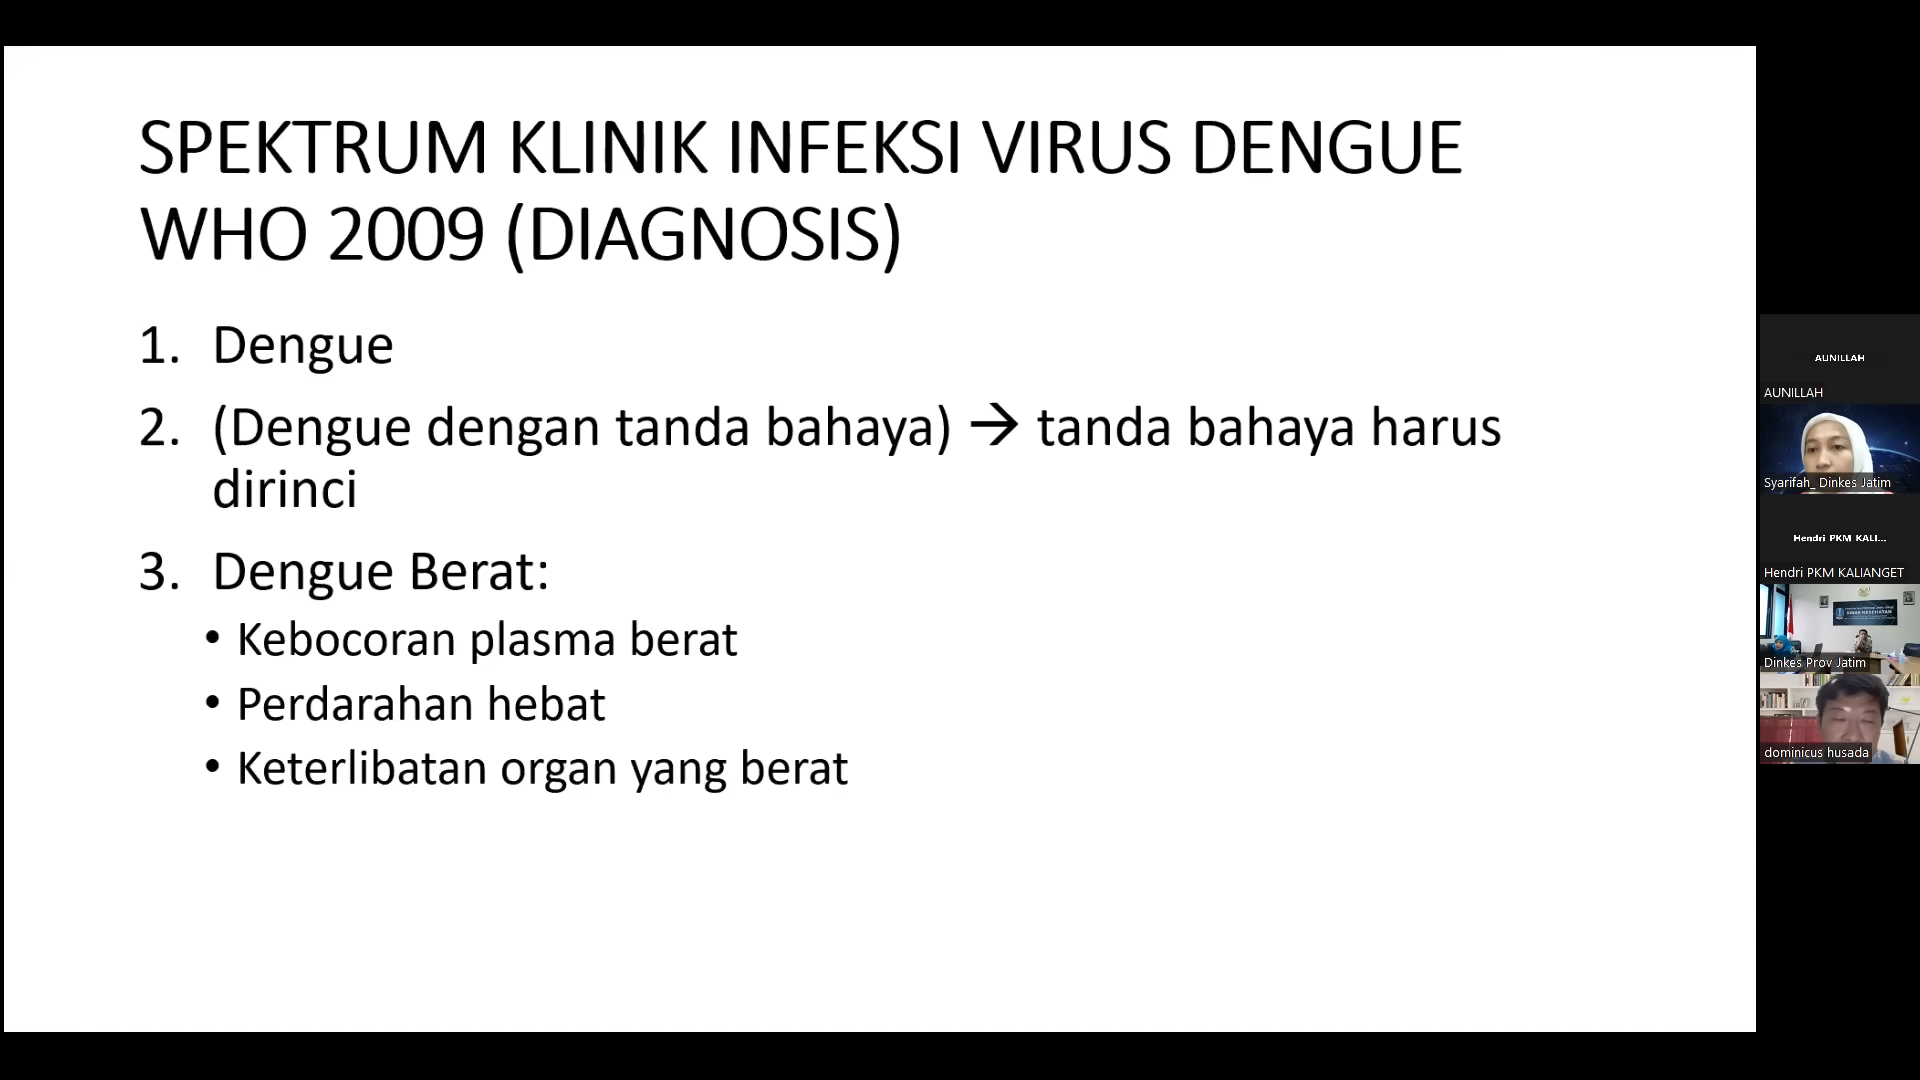 SPEKTRUM KLINIK INFEKSI VIRUS DENGUE
WHO 2009 (DIAGNOSIS)
1. Dengue
2. (Dengue dengan tanda bahaya) → tanda bahaya harus
dirinci
3. Dengue Berat:
• Kebocoran plasma berat
• Perdarahan hebat
• Keterlibatan organ yang berat
AUNILLAH
AUNILLAH
Syarifah_ Dinkes Jatim
Hendri PKM KALI...
Hendri PKM KALIANGET
DINAS KESEHATAN
Dinkes Prov Jatim
dominicus husada